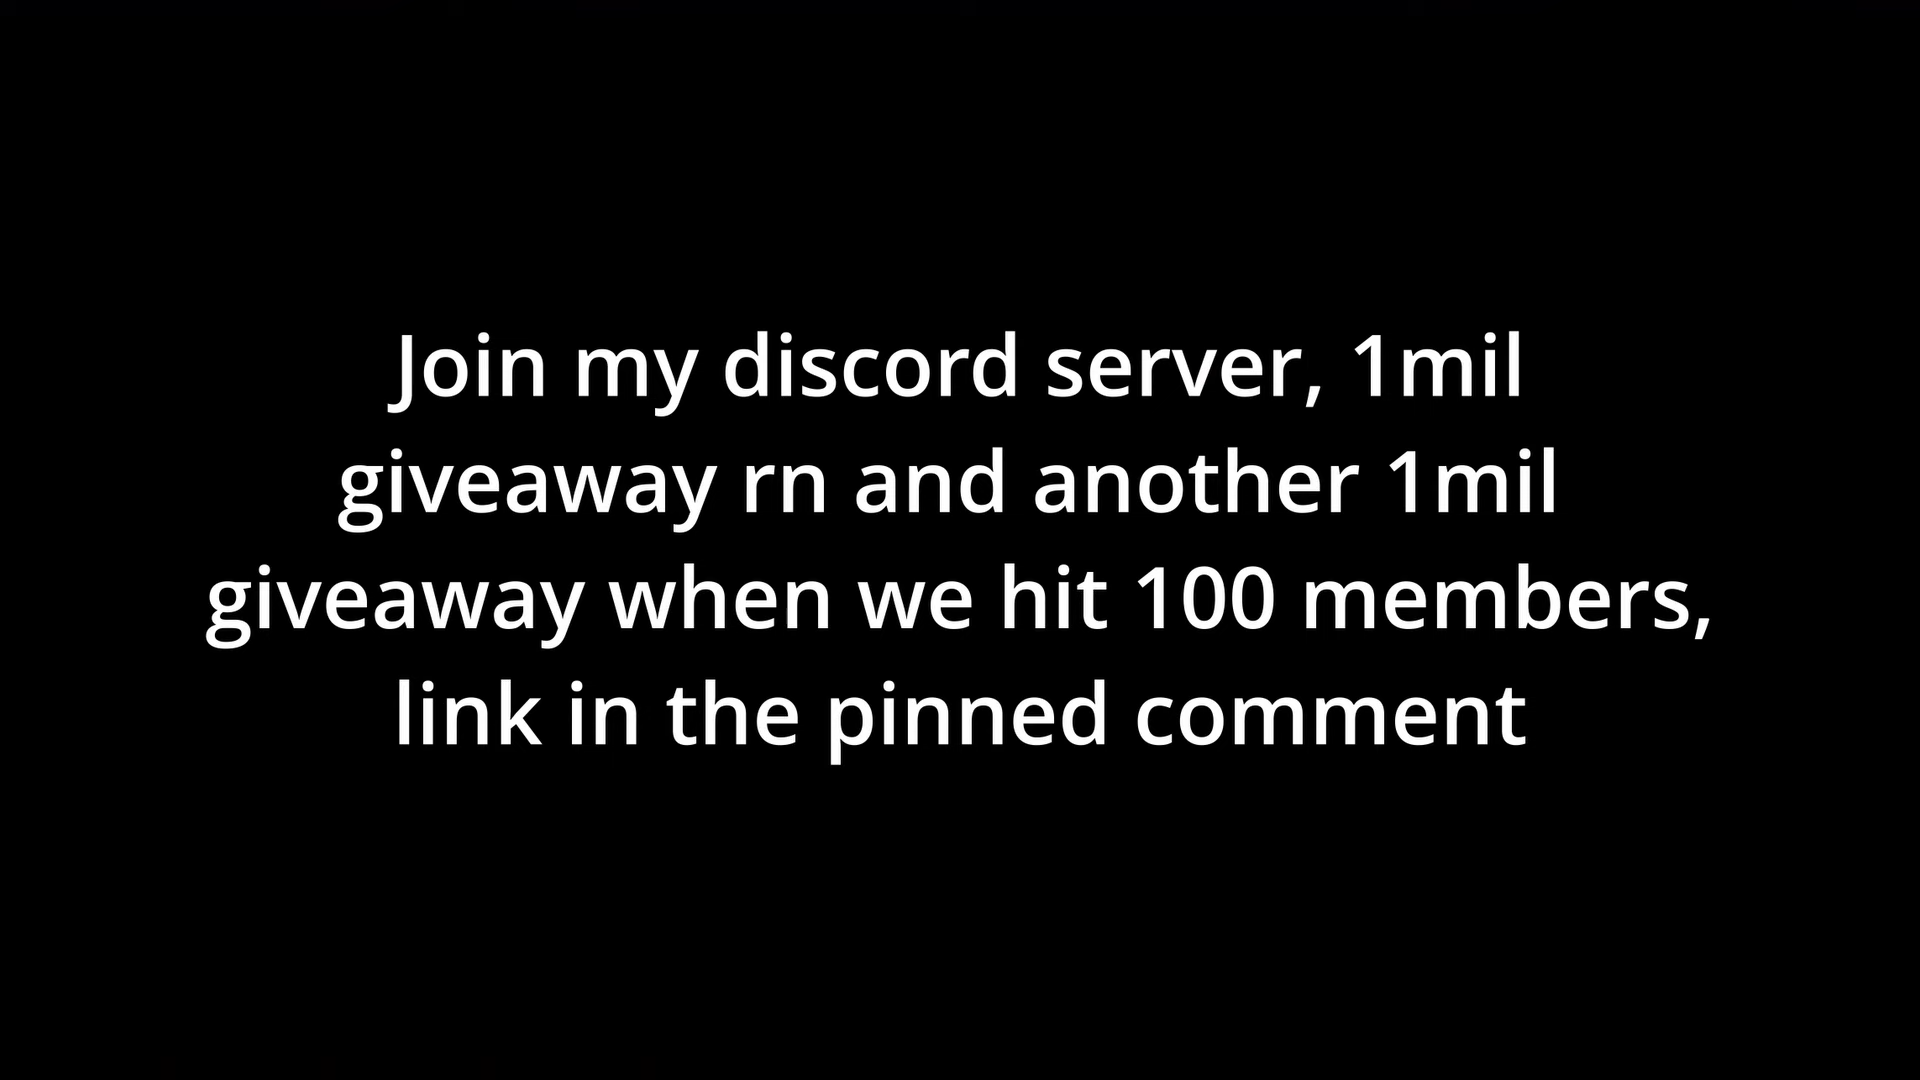 Join my discord server, 1mil
giveaway rn and another 1mil
giveaway when we hit 100 members,
link in the pinned comment